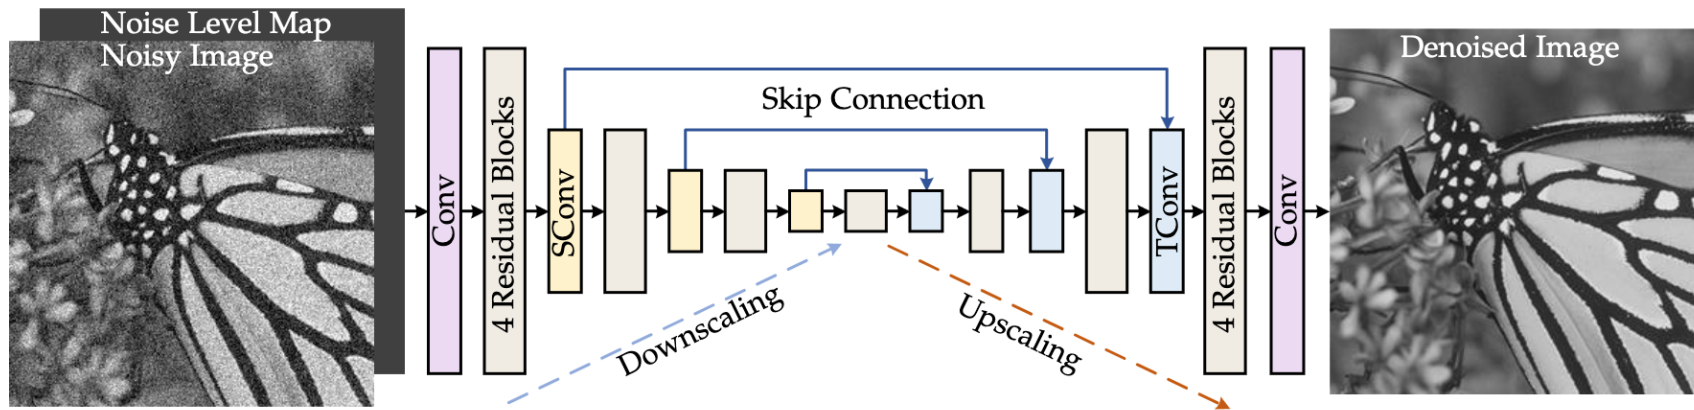 Noise Level Map
Noisy Image
Conv
4 Residual Blocks
SConv
Skip Connection
Downscaling
Upscaling
TConv
4 Residual Blocks
Conv
Denoised Image